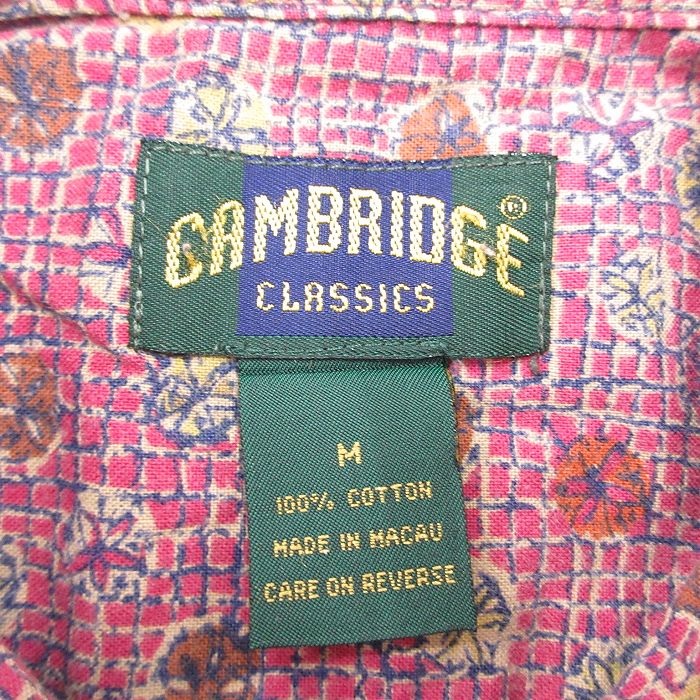 CAMBRIDGE®
CLASSICS
M
100% COTTON
MADE IN MACAU
CARE ON REVERSE